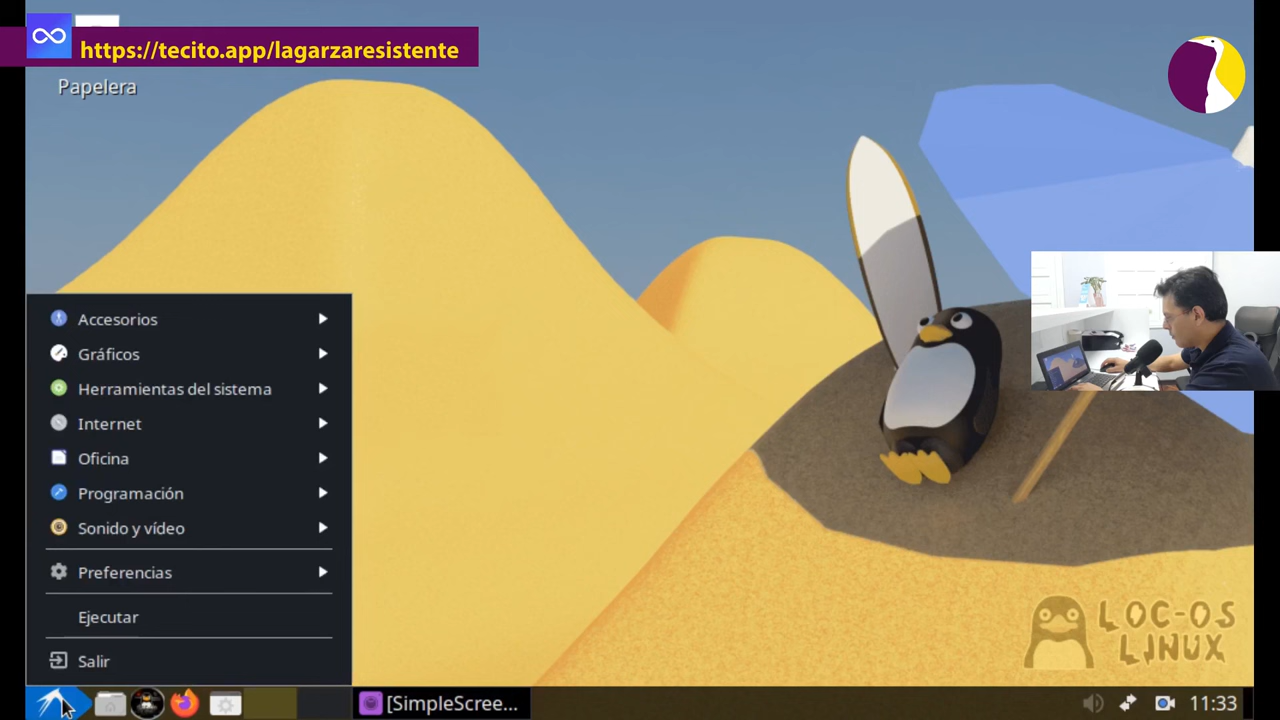 https://tecito.app/lagarzaresistente
Papelera
Accesorios
Gráficos
Herramientas del sistema
Internet
Oficina
Programación
Sonido y vídeo
Preferencias
Ejecutar
Salir
LOC-OS
LINUX
[SimpleScree...
11:33